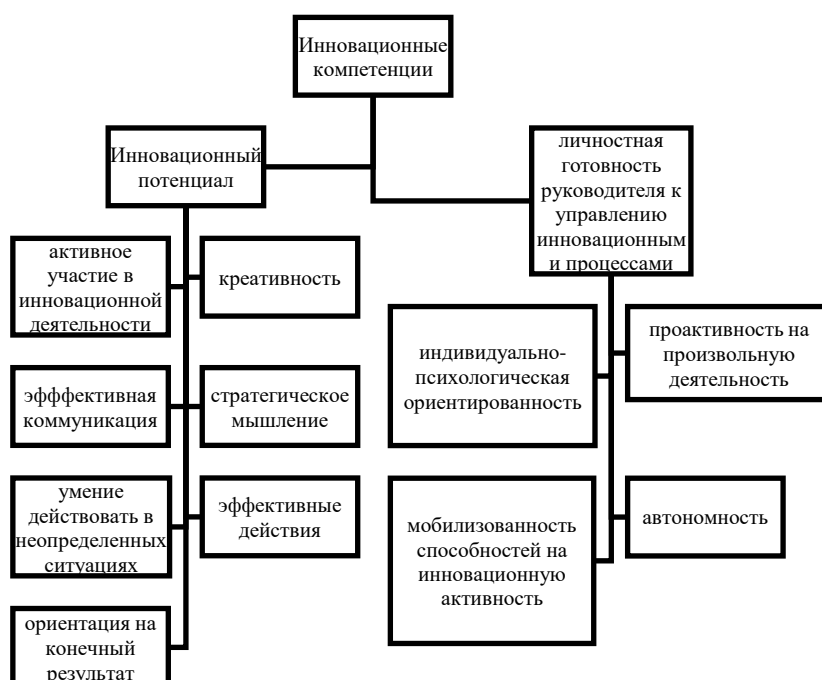 Инновационные
компетенции
Инновационный
потенциал
личностная
готовность
руководителя к
управлению
инновационным
и процессами
активное
участие в
инновационной
деятельности
креативность
эфффективная
коммуникация
стратегическое
мышление
умение
действовать в
неопределенных
ситуациях
эффективные
действия
ориентация на
конечный
результат
индивидуально-
психологическая
ориентированность
проактивность на
произвольную
деятельность
мобилизованность
способностей на
инновационную
активность
автономность